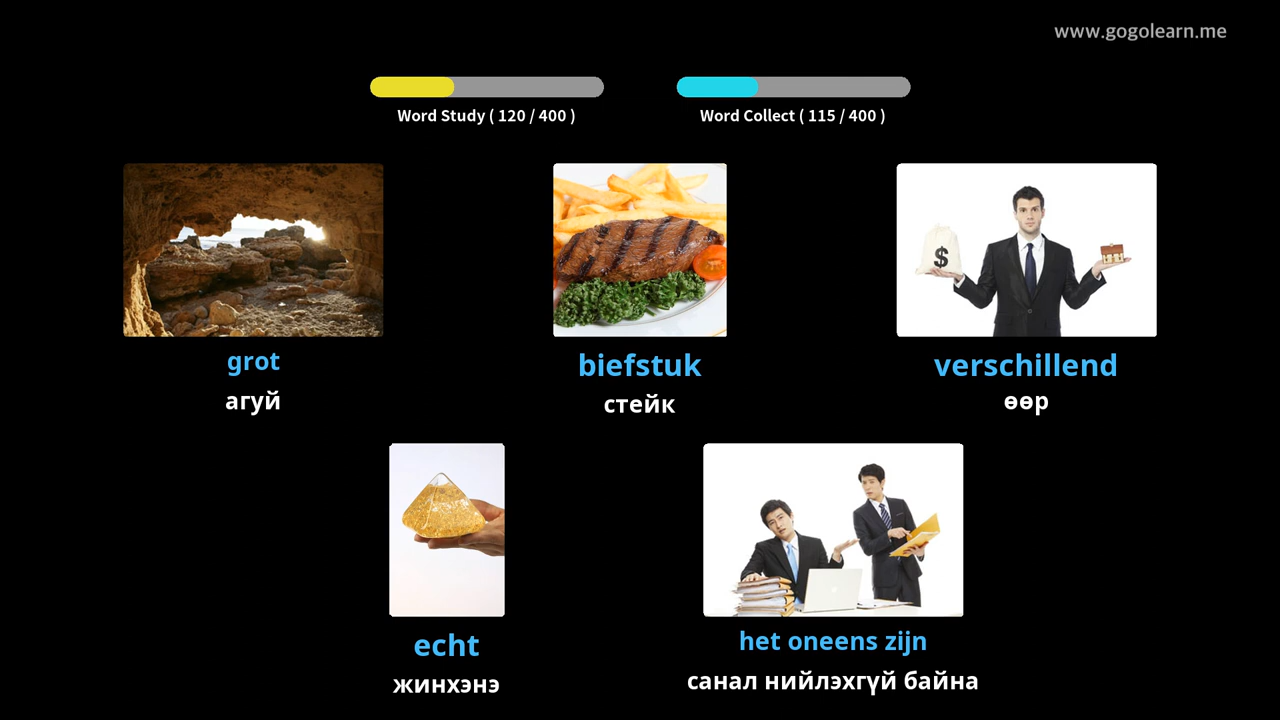 www.gogolearn.me
Word Study ( 120 / 400 )
Word Collect ( 115 / 400 )
grot
агуй
biefstuk
стейк
verschillend
өөр
$
echt
жинхэнэ
het oneens zijn
санал нийлэхгүй байна